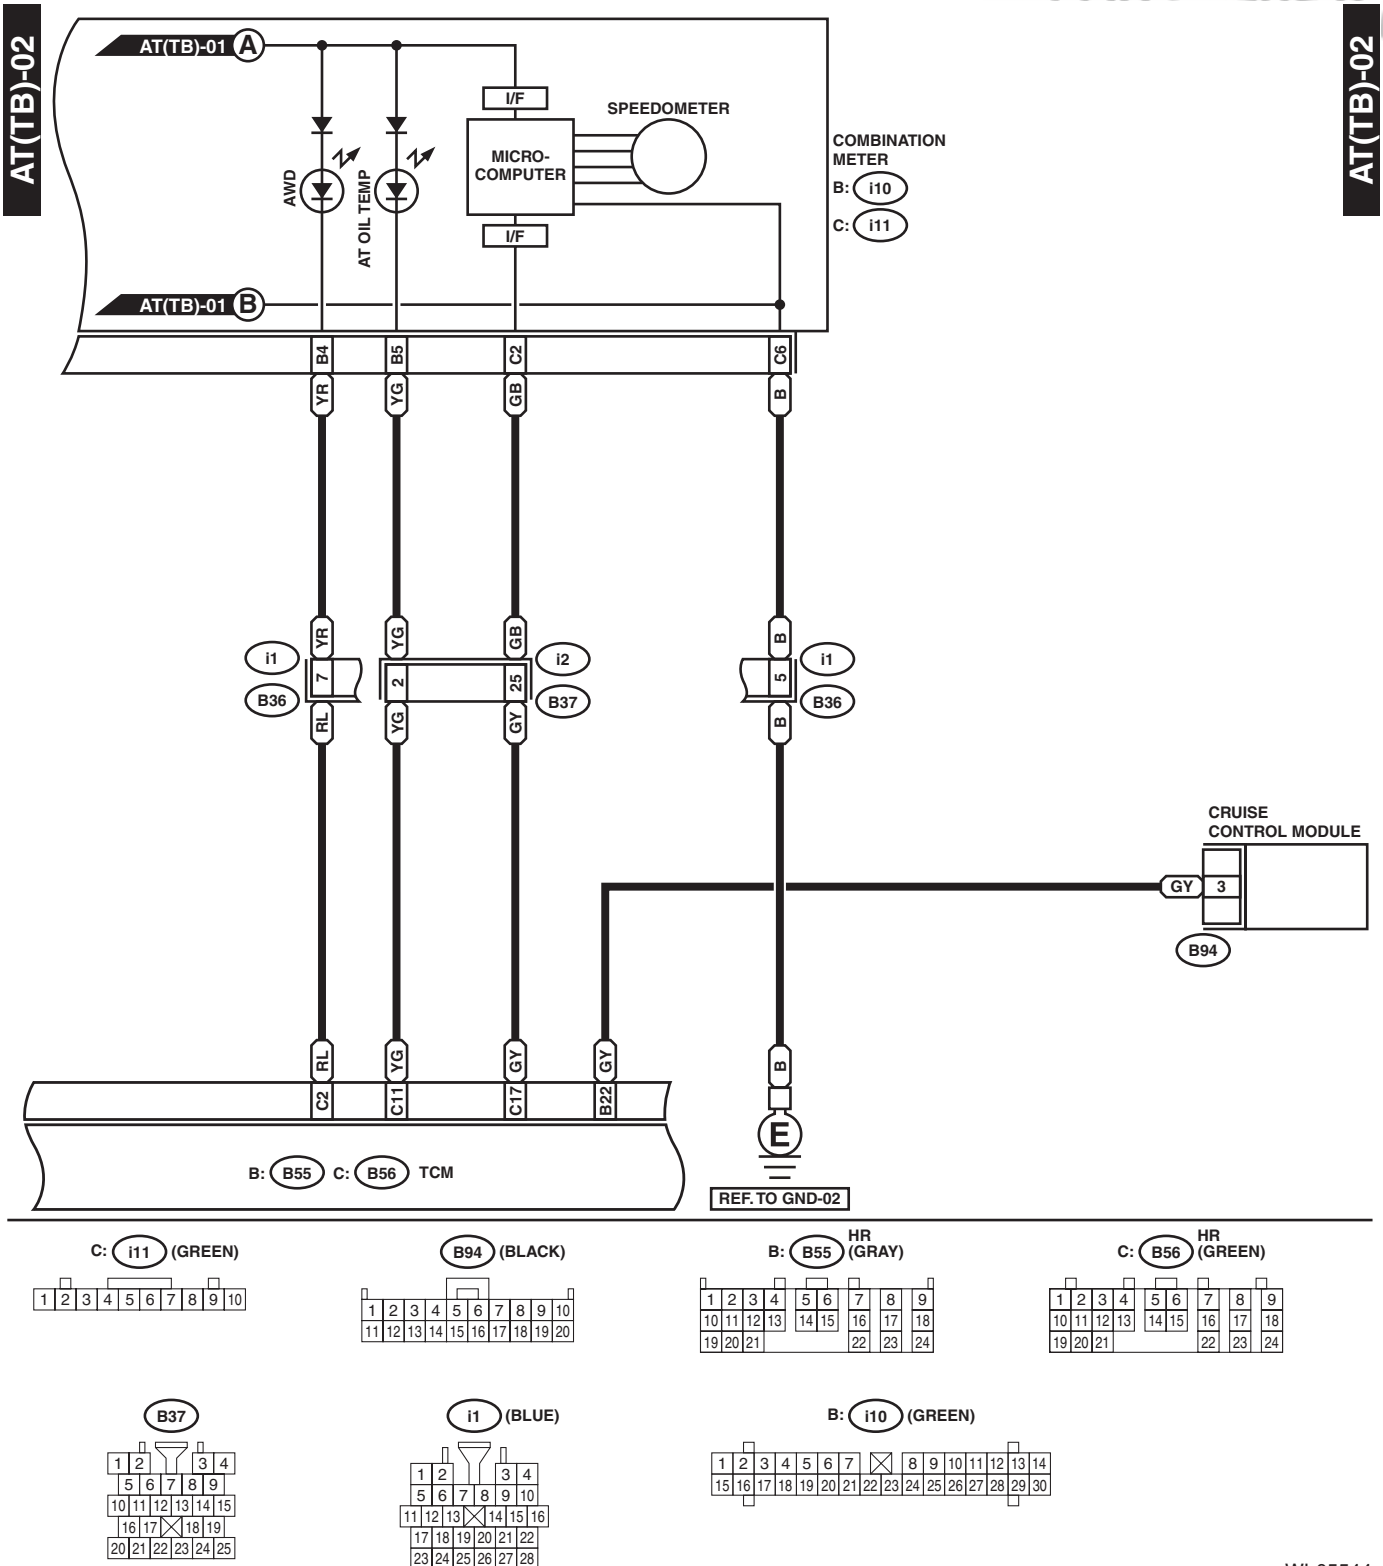 AT(TB)-02
AT(TB)-02
AT(TB)-01 A
I/F
SPEEDOMETER
MICRO-
COMPUTER
COMBINATION
METER
B: i10
C: i11
AWD
AT OIL TEMP
I/F
AT(TB)-01 B
B4 B5 C2 C6
YR YG GB B
YR YG GB B
i1 i2 i1
7 2 25 5
B36 B37 B36
RL YG GY B
CRUISE
CONTROL MODULE
GY 3
B94
RL YG GY GY B
C2 C11 C17 B22
E
B: B55 C: B56 TCM
REF. TO GND-02
C: i11 (GREEN)
1 2 3 4 5 6 7 8 9 10
B94 (BLACK)
1 2 3 4 5 6 7 8 9 10
11 12 13 14 15 16 17 18 19 20
HR
B: B55 (GRAY)
1 2 3 4 5 6 7 8 9
10 11 12 13 14 15 16 17 18
19 20 21 22 23 24
HR
C: B56 (GREEN)
1 2 3 4 5 6 7 8 9
10 11 12 13 14 15 16 17 18
19 20 21 22 23 24
B37
1 2 3 4
5 6 7 8 9
10 11 12 13 14 15
16 17 18 19
20 21 22 23 24 25
i1 (BLUE)
1 2 3 4
5 6 7 8 9 10
11 12 13 14 15 16
17 18 19 20 21 22
23 24 25 26 27 28
B: i10 (GREEN)
1 2 3 4 5 6 7 8 9 10 11 12 13 14
15 16 17 18 19 20 21 22 23 24 25 26 27 28 29 30